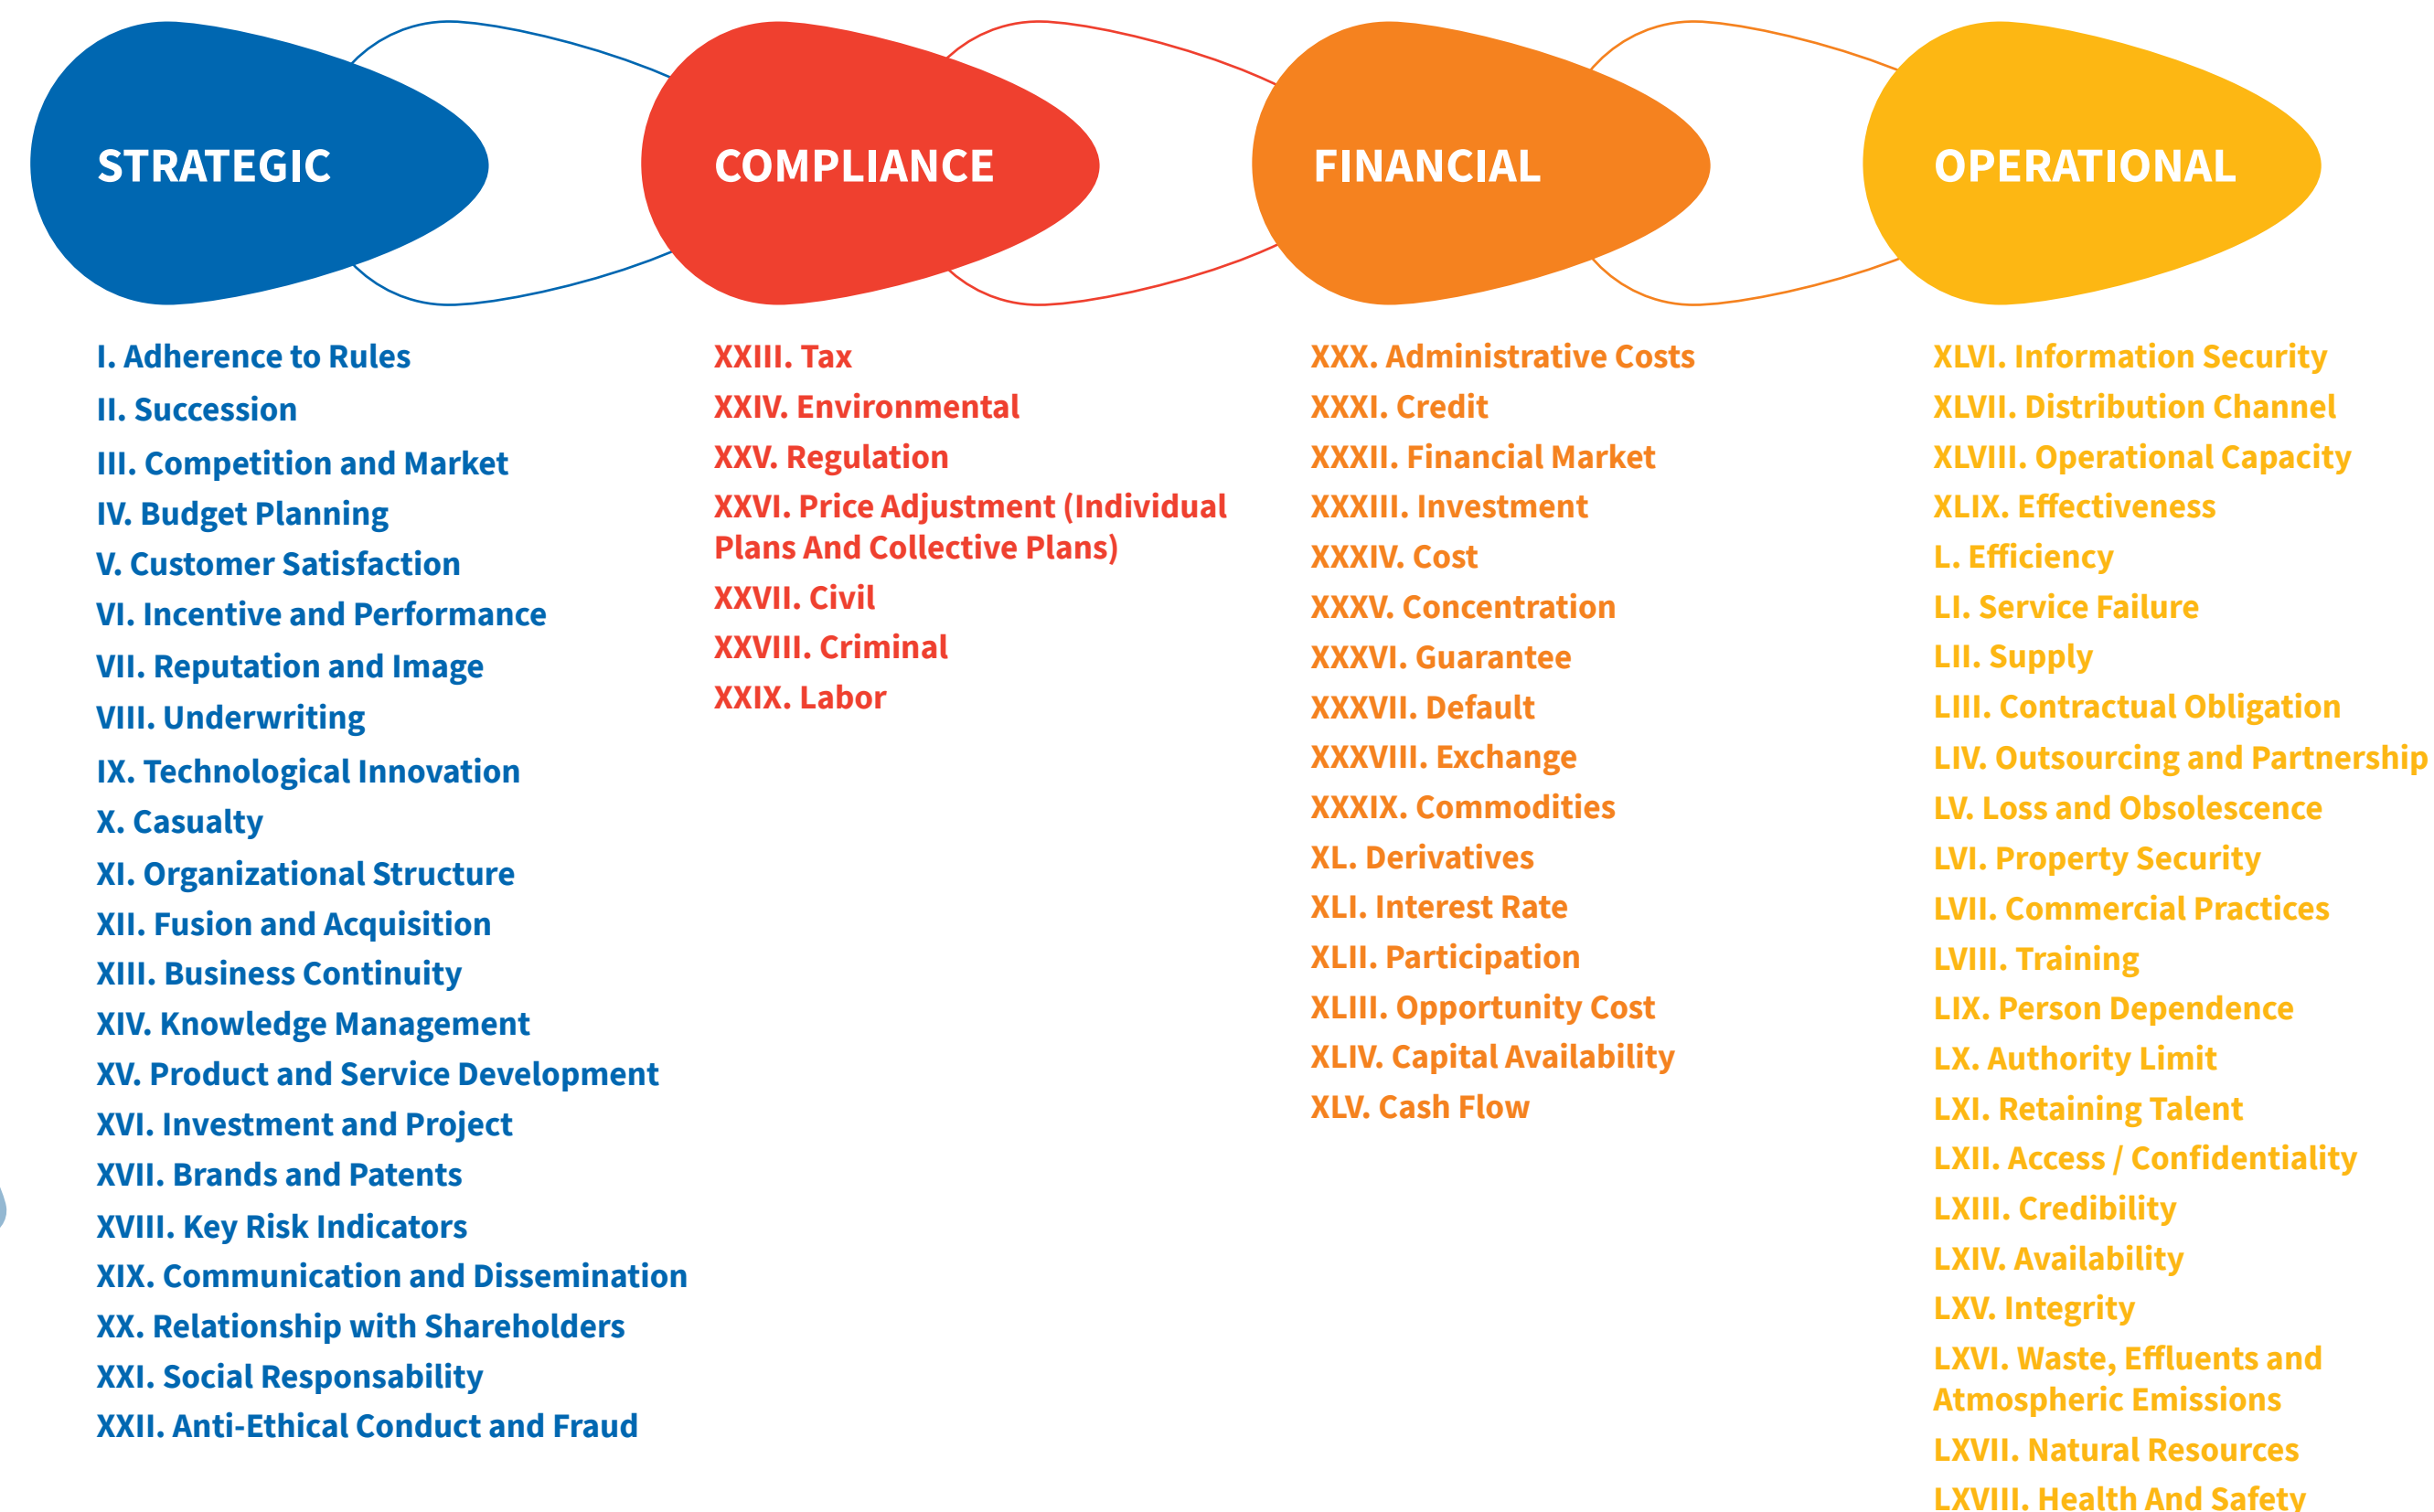 STRATEGIC
I. Adherence to Rules
II. Succession
III. Competition and Market
IV. Budget Planning
V. Customer Satisfaction
VI. Incentive and Performance
VII. Reputation and Image
VIII. Underwriting
IX. Technological Innovation
X. Casualty
XI. Organizational Structure
XII. Fusion and Acquisition
XIII. Business Continuity
XIV. Knowledge Management
XV. Product and Service Development
XVI. Investment and Project
XVII. Brands and Patents
XVIII. Key Risk Indicators
XIX. Communication and Dissemination
XX. Relationship with Shareholders
XXI. Social Responsability
XXII. Anti-Ethical Conduct and Fraud
COMPLIANCE
XXIII. Tax
XXIV. Environmental
XXV. Regulation
XXVI. Price Adjustment (Individual
Plans And Collective Plans)
XXVII. Civil
XXVIII. Criminal
XXIX. Labor
FINANCIAL
XXX. Administrative Costs
XXXI. Credit
XXXII. Financial Market
XXXIII. Investment
XXXIV. Cost
XXXV. Concentration
XXXVI. Guarantee
XXXVII. Default
XXXVIII. Exchange
XXXIX. Commodities
XL. Derivatives
XLI. Interest Rate
XLII. Participation
XLIII. Opportunity Cost
XLIV. Capital Availability
XLV. Cash Flow
OPERATIONAL
XLVI. Information Security
XLVII. Distribution Channel
XLVIII. Operational Capacity
XLIX. Effectiveness
L. Efficiency
LI. Service Failure
LII. Supply
LIII. Contractual Obligation
LIV. Outsourcing and Partnership
LV. Loss and Obsolescence
LVI. Property Security
LVII. Commercial Practices
LVIII. Training
LIX. Person Dependence
LX. Authority Limit
LXI. Retaining Talent
LXII. Access / Confidentiality
LXIII. Credibility
LXIV. Availability
LXV. Integrity
LXVI. Waste, Effluents and
Atmospheric Emissions
LXVII. Natural Resources
LXVIII. Health And Safety